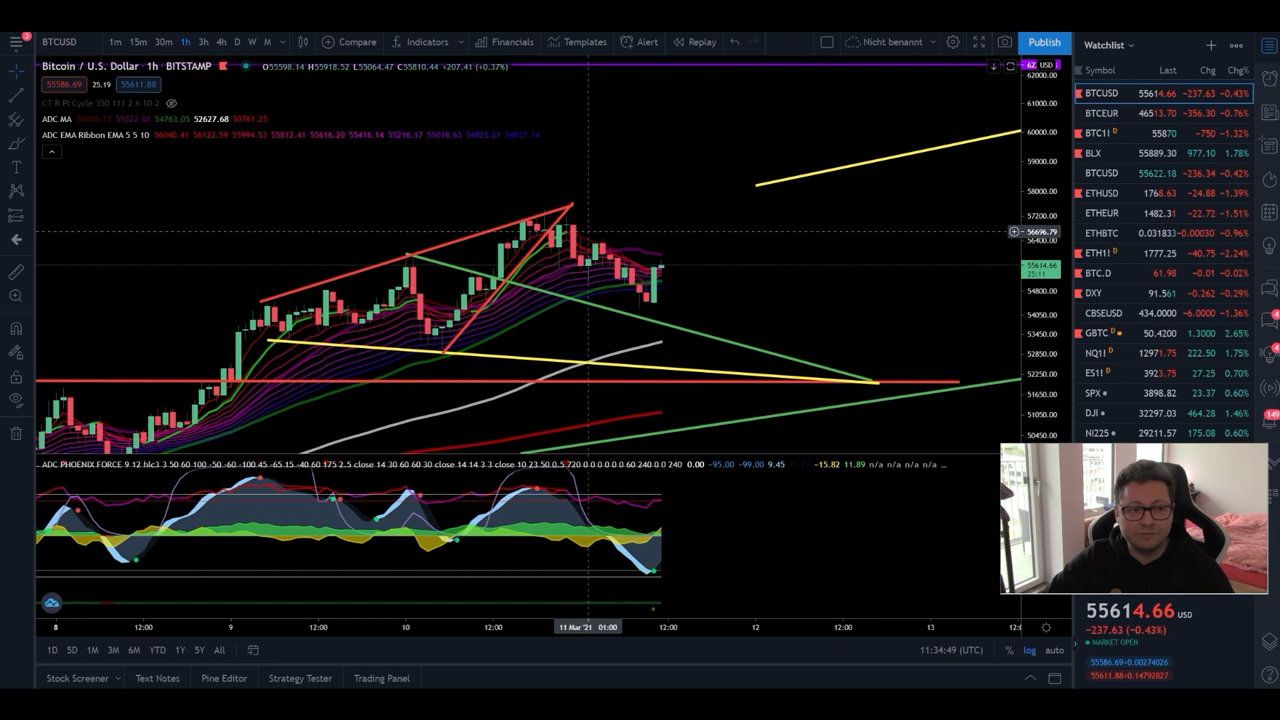 3
BTCUSD 1m 15m 30m 1h 3h 4h D W M Compare Indicators Financials Templates Alert Replay Nicht benannt Publish
Bitcoin / U.S. Dollar · 1h · BITSTAMP O55598.14 H55918.52 L55064.47 C55810.44 +207.41 (+0.37%)
55586.69 25.19 55611.88
CT R PI Cycle 350 111 2 6 1D 2
ADC MA 54763.05 52627.68 50761.25
ADC EMA Ribbon EMA 5 5 10 56040.41 56122.59 55994.53 55812.41 55616.20 55416.14 55216.17 55018.63 54825.21 54637.14
62 USD
62000.00
61000.00
60000.00
59000.00
58000.00
57200.00
56696.79
56400.00
55614.66
25:11
54800.00
54050.00
53450.00
52850.00
52250.00
51650.00
51050.00
50450.00
ADC PHOENIX FORCE 9 12 hlc3 3 50 60 100 -50 -60 -100 45 -65.15 -40 60 175 2.5 close 14 30 60 60 30 close 14 14 3 3 close 10 23 50 0.5 720 0 0 0 0 0 0 60 240 0 0 240 0.00 −95.00 −99.00 9.45 −15.82 11.89 n/a n/a n/a n/a ...
8 12:00 9 12:00 10 12:00 11 Mar '21 01:00 12:00 12 12:00 13
1D 5D 1M 3M 6M YTD 1Y 5Y All 11:34:49 (UTC) % log auto
Stock Screener Text Notes Pine Editor Strategy Tester Trading Panel
Watchlist
Symbol Last Chg Chg%
BTCUSD 55614.66 −237.63 −0.43%
BTCEUR 46513.70 −356.30 −0.76%
BTC1! D 55870 −750 −1.32%
BLX 55889.30 977.10 1.78%
BTCUSD 55622.18 −236.34 −0.42%
ETHUSD 1768.63 −24.88 −1.39%
ETHEUR 1482.31 −22.72 −1.51%
ETHBTC 0.031833 −0.00030 −0.96%
ETH1! D 1777.25 −40.75 −2.24%
BTC.D 61.98 −0.01 −0.02%
DXY 91.561 −0.262 −0.29%
CBSEUSD 434.0000 −6.0000 −1.36%
GBTC 50.4200 1.3000 2.65%
NQ1! D 12971.75 222.75 1.75%
ES1! D 3923.75 27.25 0.70%
SPX 3898.82 23.37 0.60%
DJI 32297.03 464.28 1.46%
NI225 29211.57 175.08 0.60%
4
4
149
55614.66 USD
−237.63 (−0.43%)
MARKET OPEN
55586.69×0.00274026
55611.88×0.14792827